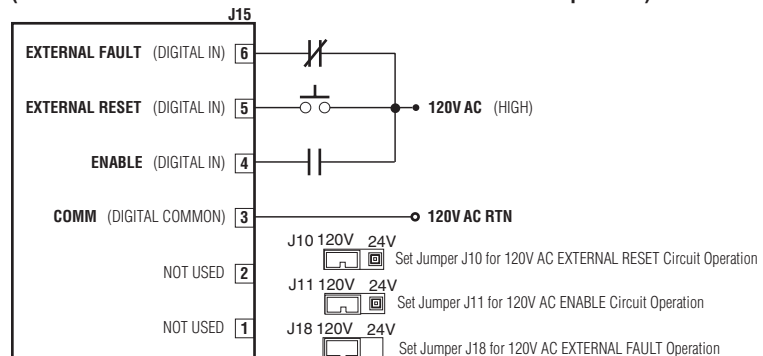 J15
EXTERNAL FAULT (DIGITAL IN) 6
EXTERNAL RESET (DIGITAL IN) 5
120V AC (HIGH)
ENABLE (DIGITAL IN) 4
COMM (DIGITAL COMMON) 3
120V AC RTN
J10 120V 24V
Set Jumper J10 for 120V AC EXTERNAL RESET Circuit Operation
NOT USED 2
J11 120V 24V
Set Jumper J11 for 120V AC ENABLE Circuit Operation
NOT USED 1
J18 120V 24V
Set Jumper J18 for 120V AC EXTERNAL FAULT Operation